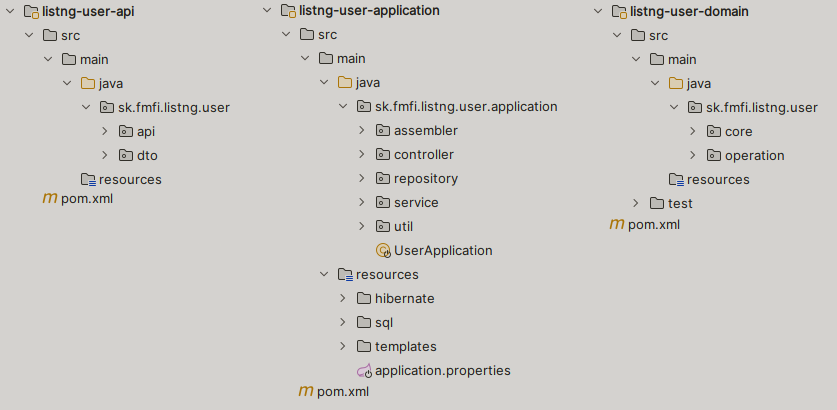 listng-user-api
src
main
java
sk.fmfi.listng.user
api
dto
resources
pom.xml
listng-user-application
src
main
java
sk.fmfi.listng.user.application
assembler
controller
repository
service
util
UserApplication
resources
hibernate
sql
templates
application.properties
pom.xml
listng-user-domain
src
main
java
sk.fmfi.listng.user
core
operation
resources
test
pom.xml